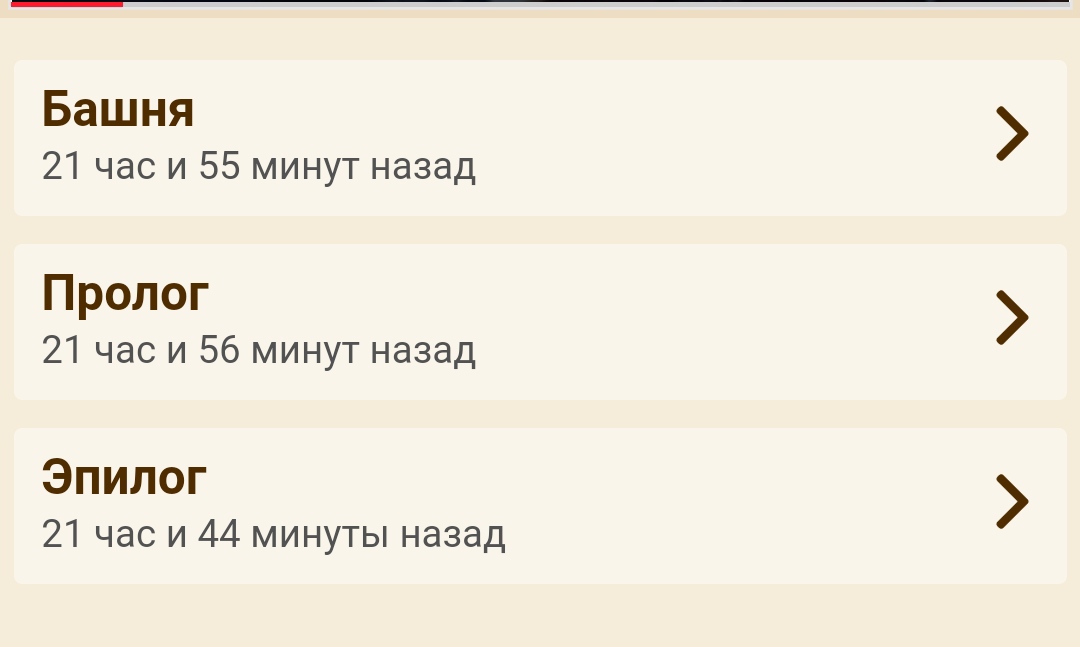 Башня
21 час и 55 минут назад
Пролог
21 час и 56 минут назад
Эпилог
21 час и 44 минуты назад